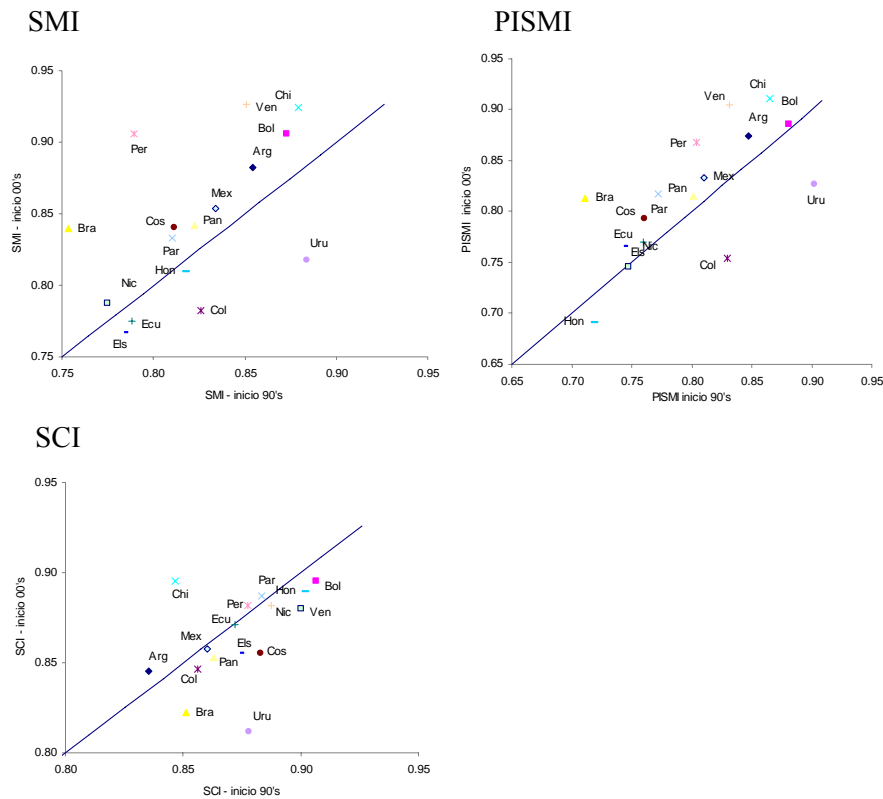 SMI
PISMI
0.95
0.90
0.85
0.80
0.75
SMI - inicio 00's
Chi
Ven
Bol
Per
Arg
Mex
Bra
Cos
Pan
Par
Uru
Hon
Nic
Col
Ecu
Els
0.75 0.80 0.85 0.90 0.95
SMI - inicio 90's
0.95
0.90
0.85
0.80
0.75
0.70
0.65
PISMI inicio 00's
Chi
Ven
Bol
Arg
Per
Mex
Pan
Bra
Uru
Cos
Par
Ecu
Nic
Els
Col
Hon
0.65 0.70 0.75 0.80 0.85 0.90 0.95
PISMI inicio 90's
SCI
0.95
0.90
0.85
0.80
SCI - inicio 00's
Chi
Par
Hon
Bol
Per
Nic
Ven
Ecu
Mex
Els
Cos
Arg
Pan
Col
Bra
Uru
0.80 0.85 0.90 0.95
SCI - inicio 90's